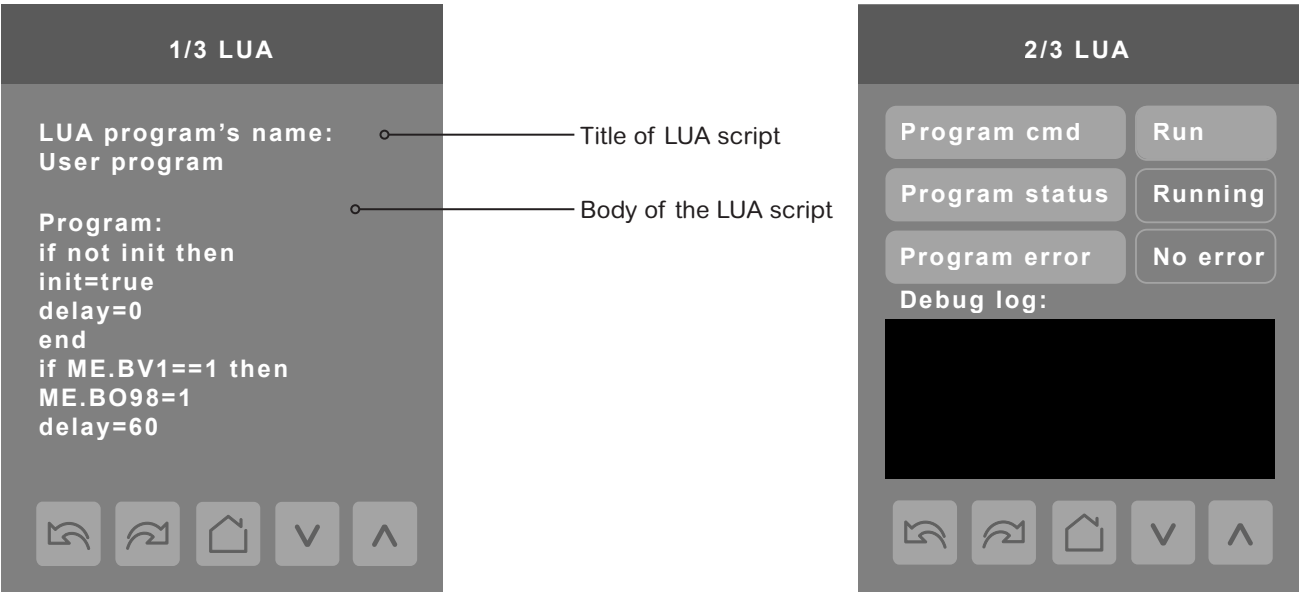 1/3 LUA
LUA program's name:
User program
Program:
if not init then
init=true
delay=0
end
if ME.BV1==1 then
ME.BO98=1
delay=60
Title of LUA script
Body of the LUA script
2/3 LUA
Program cmd Run
Program status Running
Program error No error
Debug log: